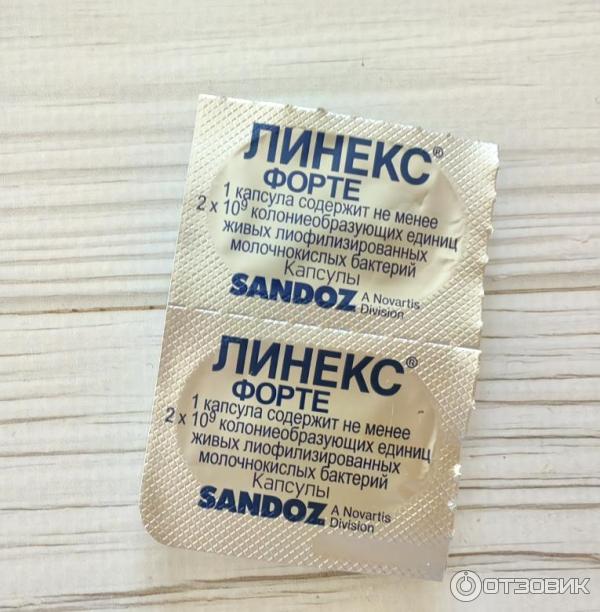 ЛИНЕКС®
ФОРТЕ
1 капсула содержит не менее
2 x 10⁹ колониеобразующих единиц
живых лиофилизированных
молочнокислых бактерий
Капсулы
SANDOZ A Novartis
Division
ЛИНЕКС®
ФОРТЕ
1 капсула содержит не менее
2 x 10⁹ колониеобразующих единиц
живых лиофилизированных
молочнокислых бактерий
Капсулы
SANDOZ A Novartis
Division
ОТЗОВИК